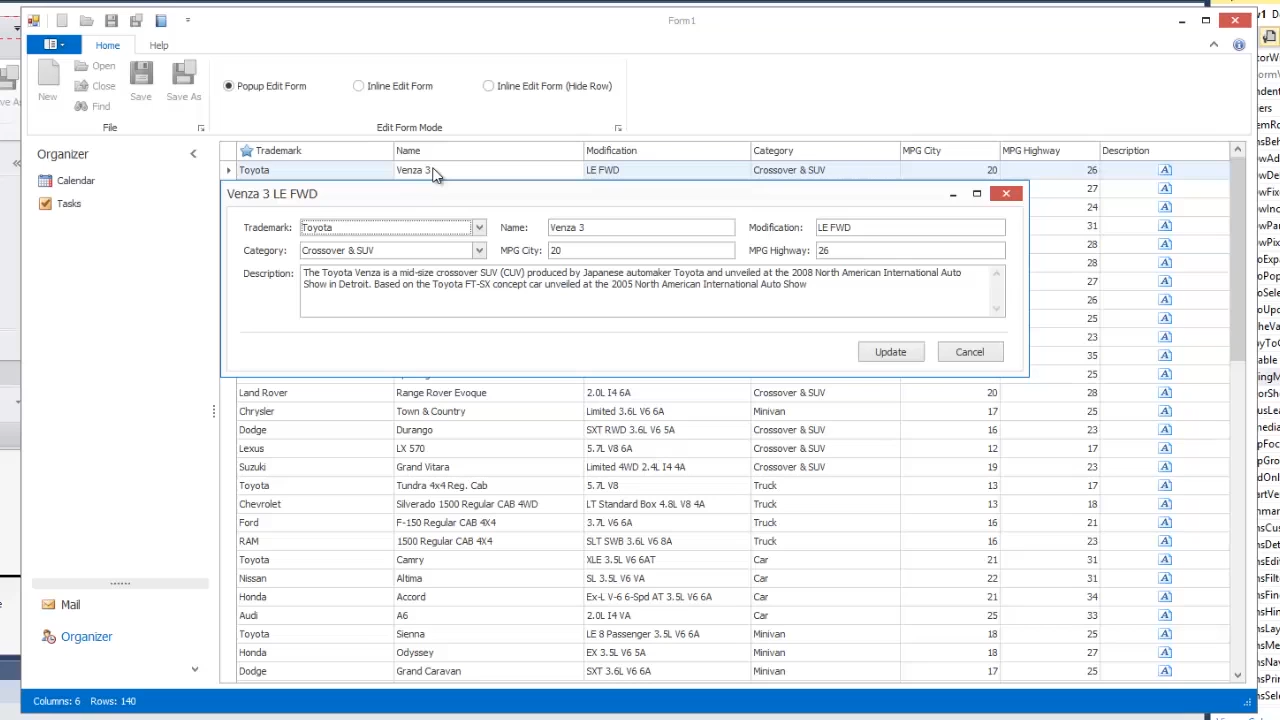 Form1
Home
Help
New
Open
Close
Find
Save
Save As
File
Popup Edit Form
Inline Edit Form
Inline Edit Form (Hide Row)
Edit Form Mode
Organizer
Calendar
Tasks
Mail
Organizer
Trademark Name Modification Category MPG City MPG Highway Description
Toyota Venza 3 LE FWD Crossover & SUV 20 26
Venza 3 LE FWD
Trademark: Toyota Name: Venza 3 Modification: LE FWD
Category: Crossover & SUV MPG City: 20 MPG Highway: 26
Description: The Toyota Venza is a mid-size crossover SUV (CUV) produced by Japanese automaker Toyota and unveiled at the 2008 North American International Auto
Show in Detroit. Based on the Toyota FT-SX concept car unveiled at the 2005 North American International Auto Show
Update Cancel
27
24
31
28
28
27
26
25
23
35
25
Land Rover Range Rover Evoque 2.0L I4 6A Crossover & SUV 20 28
Chrysler Town & Country Limited 3.6L V6 6A Minivan 17 25
Dodge Durango SXT RWD 3.6L V6 5A Crossover & SUV 16 23
Lexus LX 570 5.7L V8 6A Crossover & SUV 12 17
Suzuki Grand Vitara Limited 4WD 2.4L I4 4A Crossover & SUV 19 23
Toyota Tundra 4x4 Reg. Cab 5.7L V8 Truck 13 17
Chevrolet Silverado 1500 Regular CAB 4WD LT Standard Box 4.8L V8 4A Truck 13 18
Ford F-150 Regular CAB 4X4 3.7L V6 6A Truck 16 21
RAM 1500 Regular CAB 4X4 SLT SWB 3.6L V6 8A Truck 16 23
Toyota Camry XLE 3.5L V6 6AT Car 21 31
Nissan Altima SL 3.5L V6 VA Car 22 31
Honda Accord Ex-L V-6 6-Spd AT 3.5L V6 6A Car 21 34
Audi A6 2.0L I4 VA Car 25 33
Toyota Sienna LE 8 Passenger 3.5L V6 6A Minivan 18 25
Honda Odyssey EX 3.5L V6 5A Minivan 18 27
Dodge Grand Caravan SXT 3.6L V6 6A Minivan 17 25
Columns: 6 Rows: 140